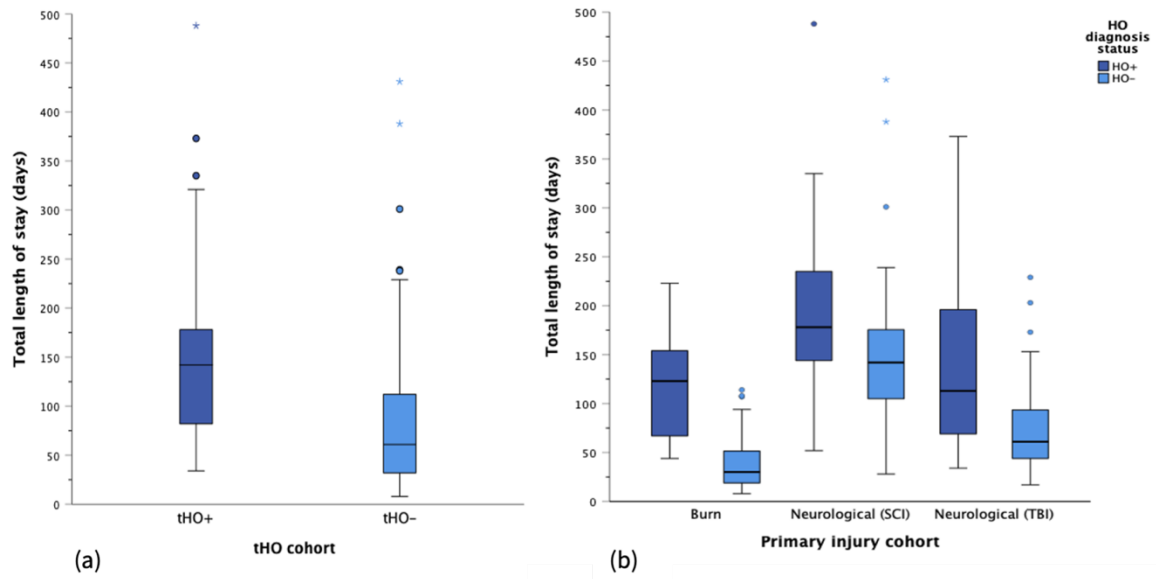 500
450
400
350
300
250
200
150
100
50
0
Total length of stay (days)
tHO+ tHO–
tHO cohort
(a)
500
450
400
350
300
250
200
150
100
50
0
Total length of stay (days)
Burn Neurological (SCI) Neurological (TBI)
Primary injury cohort
(b)
HO
diagnosis
status
HO+
HO–